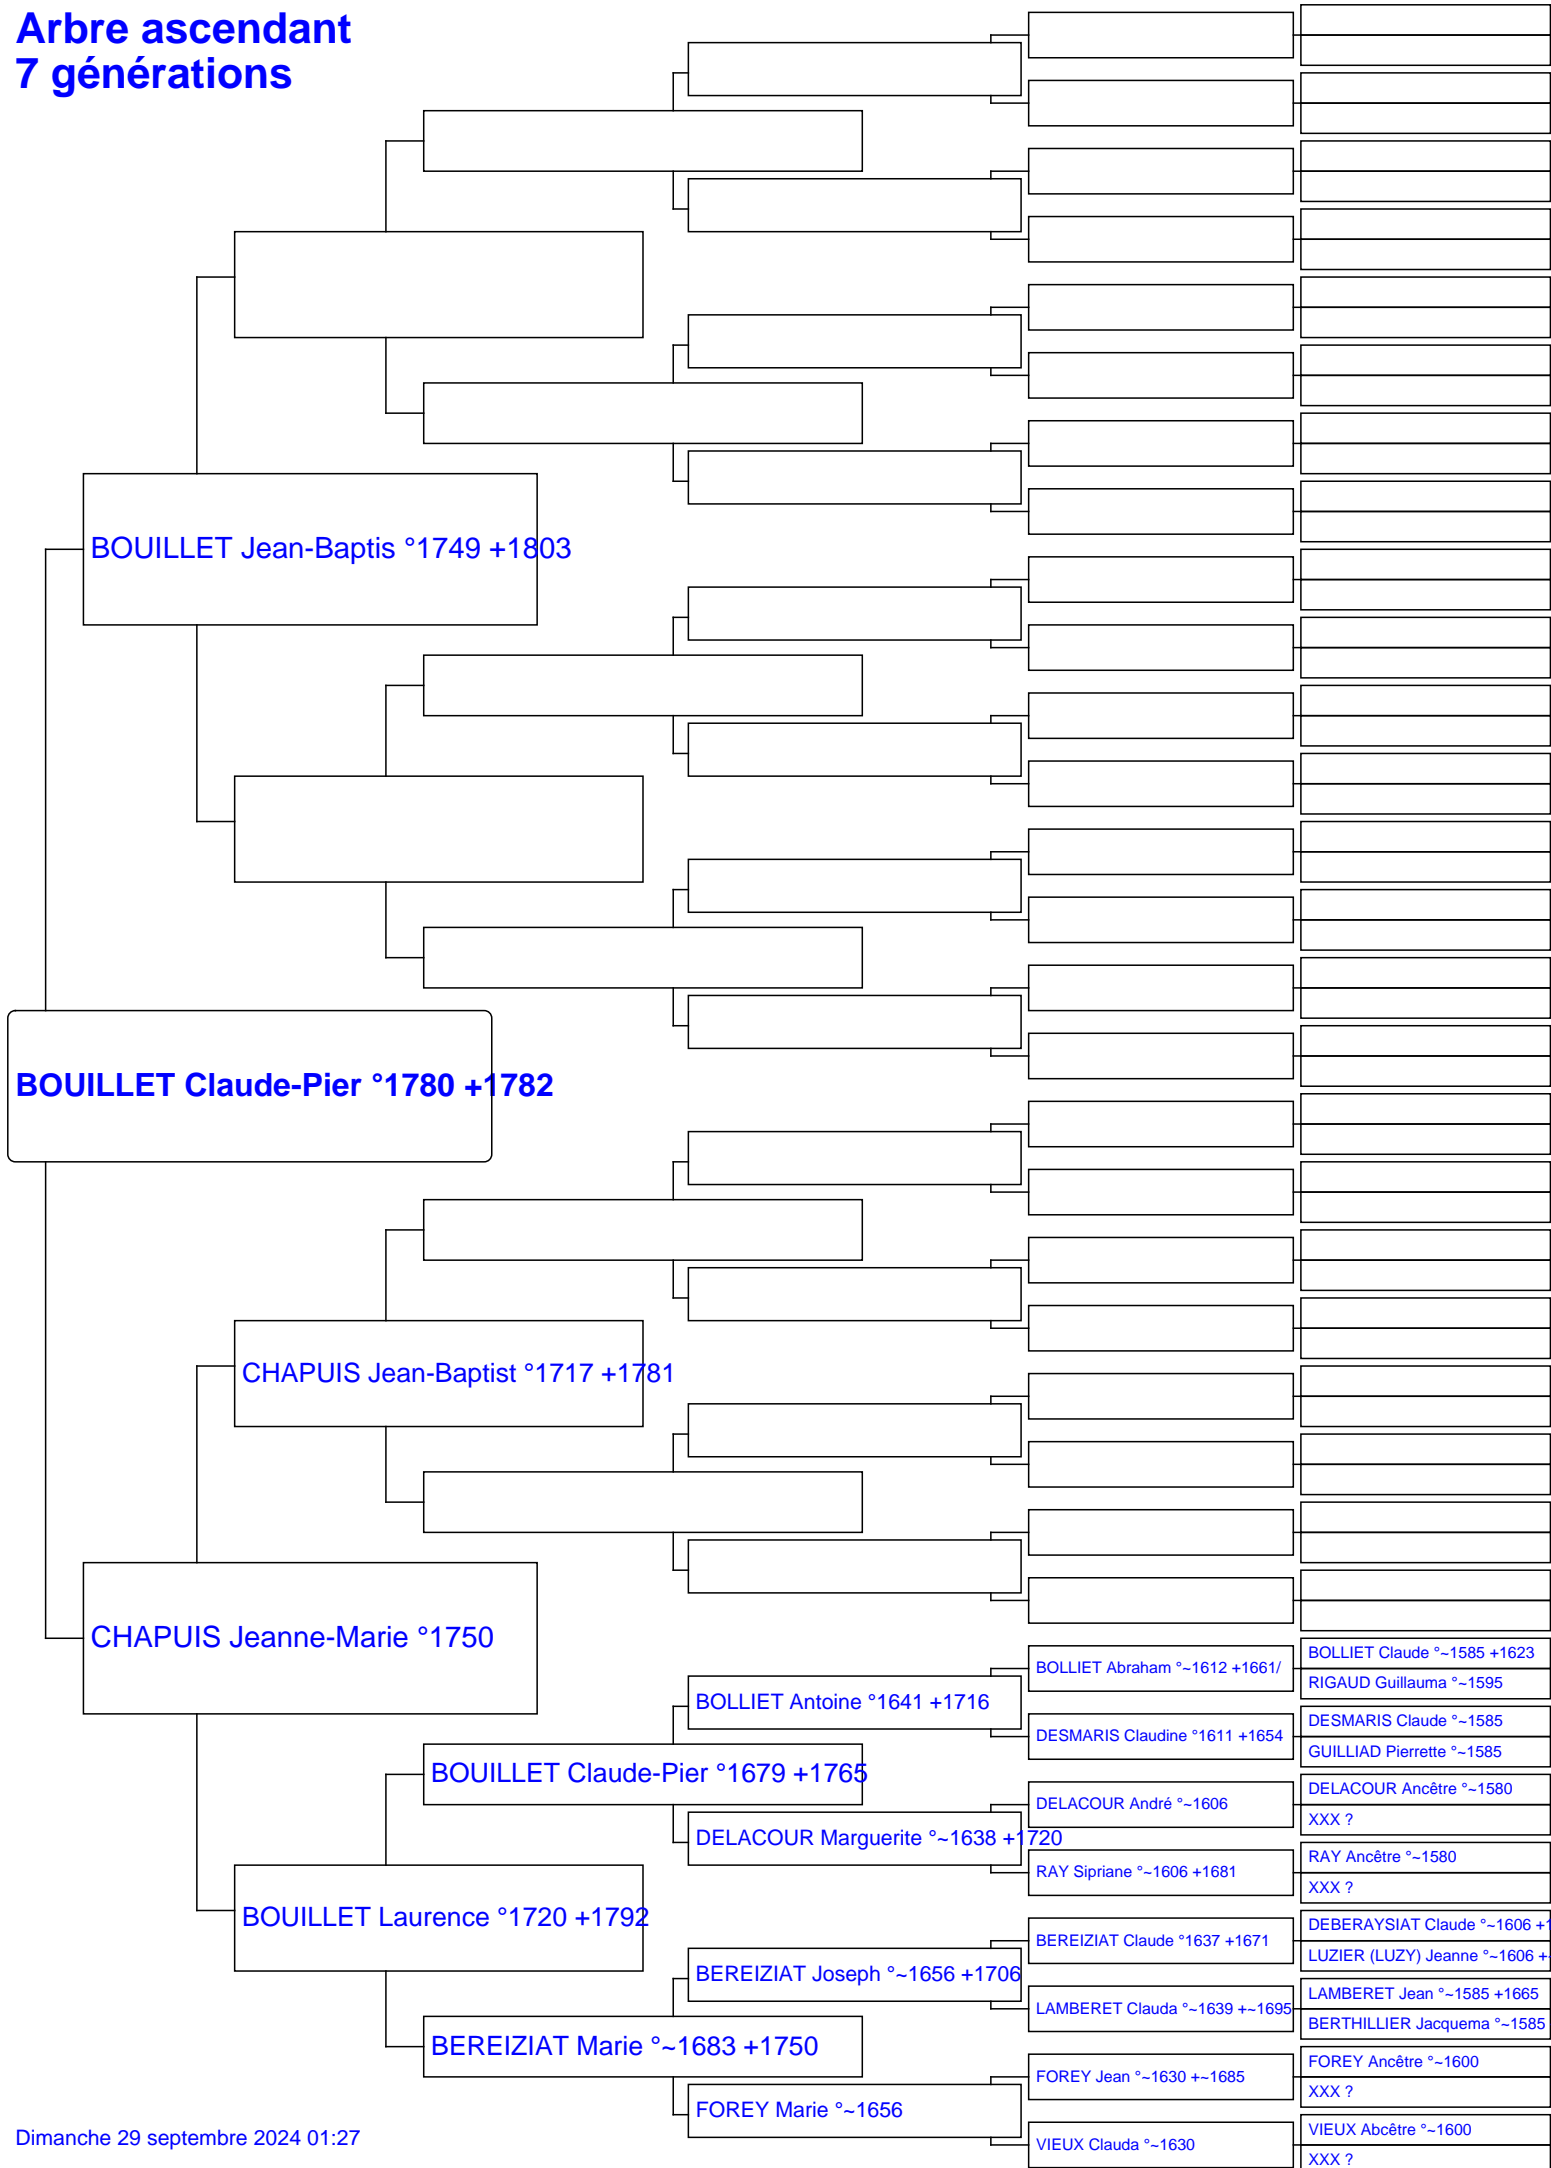 Arbre ascendant
7 générations
BOUILLET Jean-Baptis °1749 +1803
BOUILLET Claude-Pier °1780 +1782
CHAPUIS Jean-Baptist °1717 +1781
CHAPUIS Jeanne-Marie °1750
BOLLIET Claude °~1585 +1623
BOLLIET Abraham °~1612 +1661/
RIGAUD Guillauma °~1595
BOLLIET Antoine °1641 +1716
DESMARIS Claude °~1585
DESMARIS Claudine °1611 +1654
GUILLIAD Pierrette °~1585
BOUILLET Claude-Pier °1679 +1765
DELACOUR Ancêtre °~1580
DELACOUR André °~1606
XXX ?
DELACOUR Marguerite °~1638 +1720
RAY Ancêtre °~1580
RAY Sipriane °~1606 +1681
XXX ?
BOUILLET Laurence °1720 +1792
DEBERAYSIAT Claude °~1606 +1
BEREIZIAT Claude °1637 +1671
LUZIER (LUZY) Jeanne °~1606 +
BEREIZIAT Joseph °~1656 +1706
LAMBERET Jean °~1585 +1665
LAMBERET Clauda °~1639 +~1695
BERTHILLIER Jacquema °~1585
BEREIZIAT Marie °~1683 +1750
FOREY Ancêtre °~1600
FOREY Jean °~1630 +~1685
XXX ?
FOREY Marie °~1656
VIEUX Abcêtre °~1600
VIEUX Clauda °~1630
XXX ?
Dimanche 29 septembre 2024 01:27